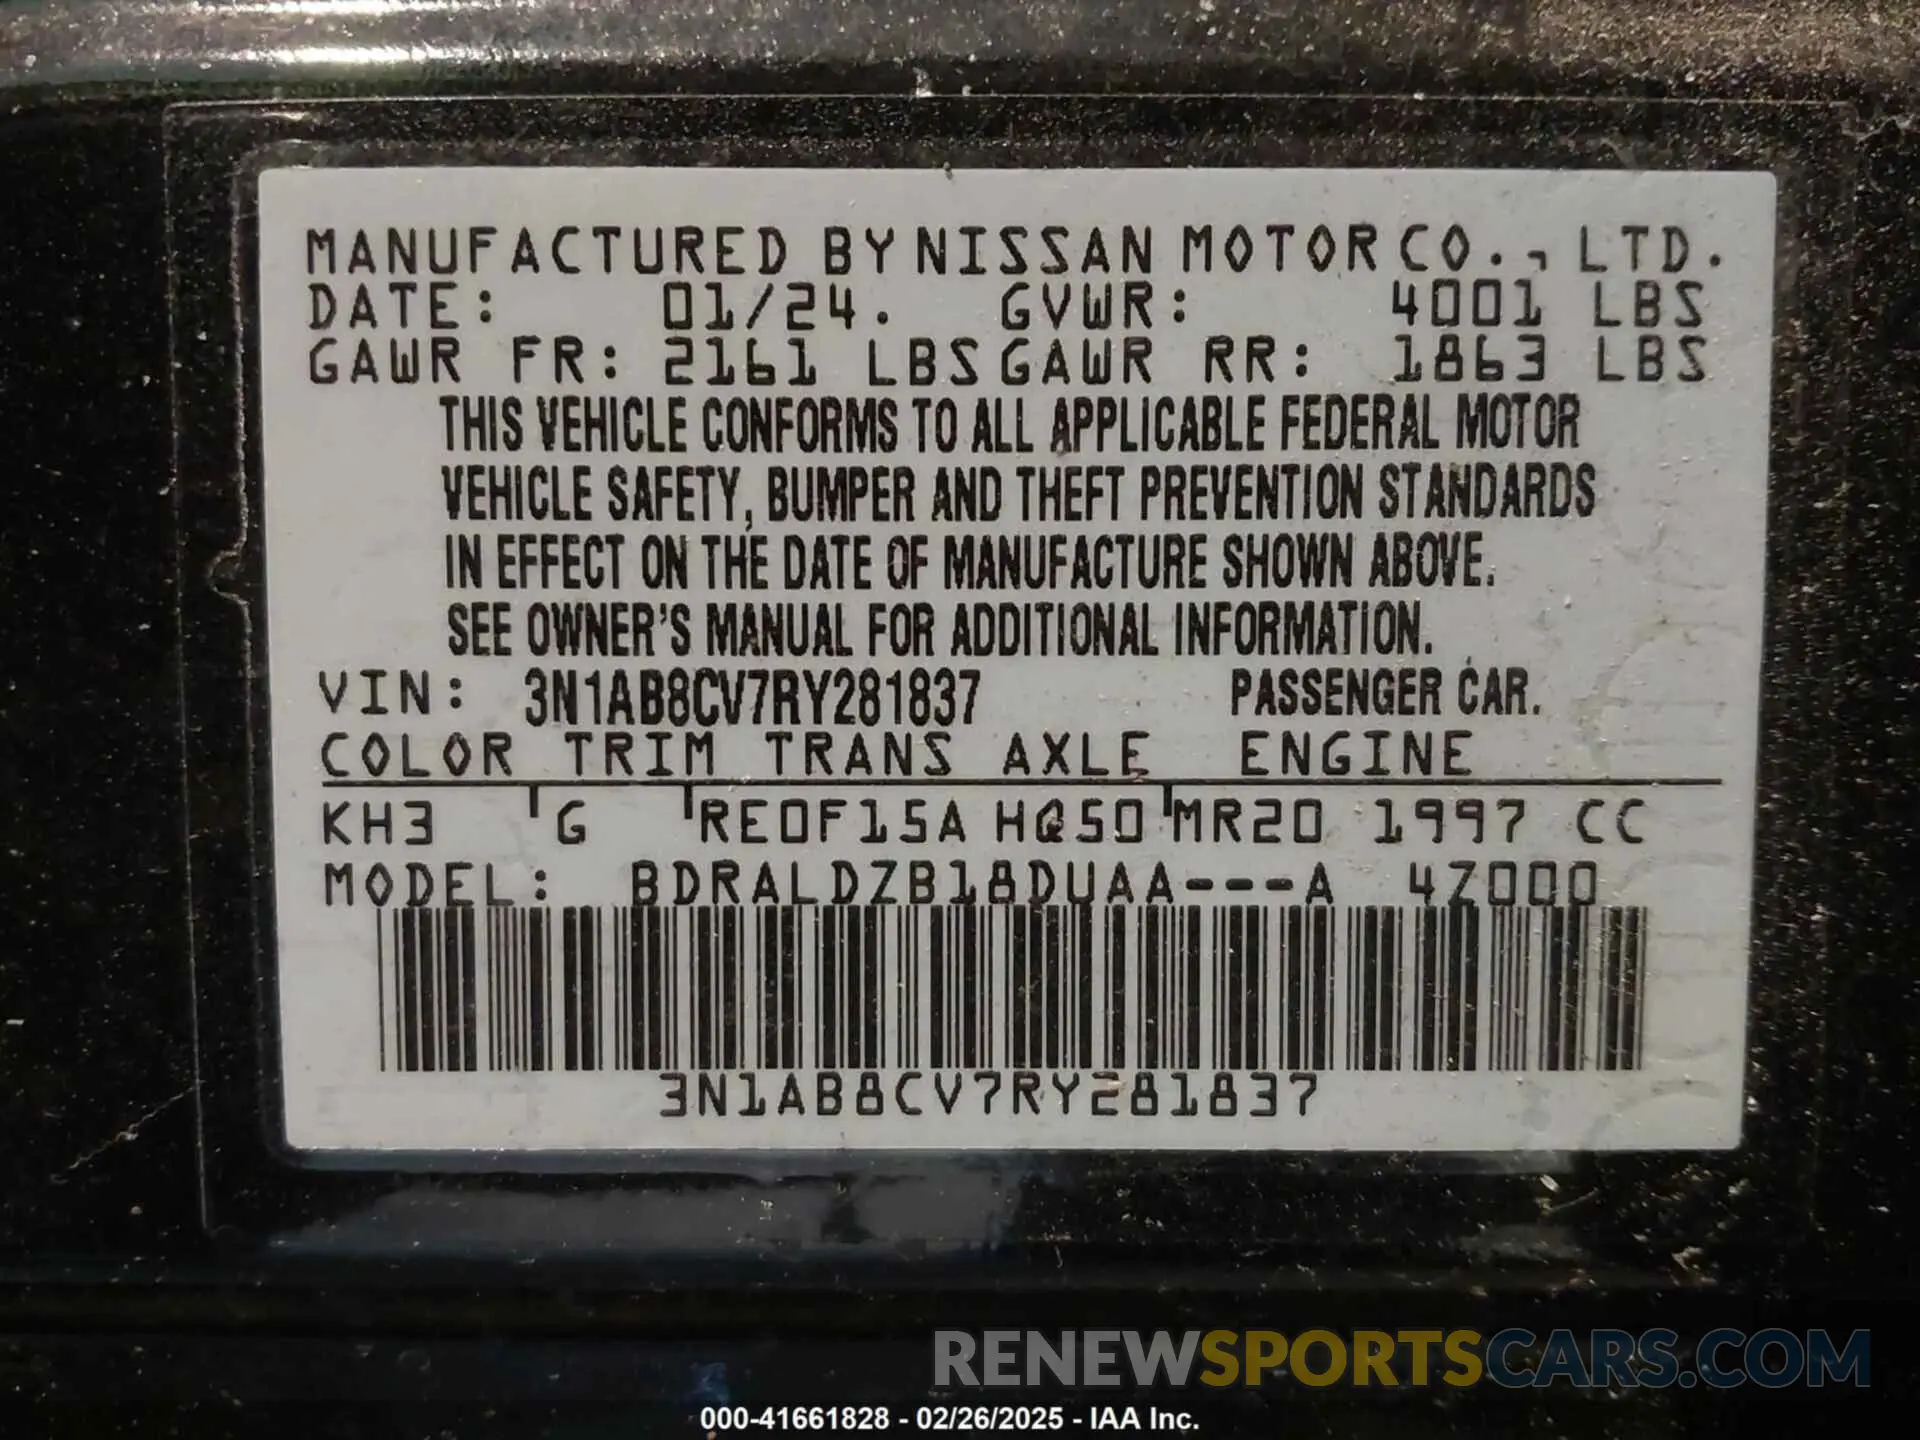 MANUFACTURED BY NISSAN MOTOR CO., LTD.
DATE: 01/24. GVWR: 4001 LBS
GAWR FR: 2161 LBS GAWR RR: 1863 LBS
THIS VEHICLE CONFORMS TO ALL APPLICABLE FEDERAL MOTOR
VEHICLE SAFETY, BUMPER AND THEFT PREVENTION STANDARDS
IN EFFECT ON THE DATE OF MANUFACTURE SHOWN ABOVE.
SEE OWNER'S MANUAL FOR ADDITIONAL INFORMATION.
VIN: 3N1AB8CV7RY281837 PASSENGER CAR.
COLOR TRIM TRANS AXLE ENGINE
KH3 G RE0F15A HQ50 MR20 1997 CC
MODEL: BDRALDZB18DUAA---A 4Z000
3N1AB8CV7RY281837
RENEWSPORTSCARS.COM
000-41661828 - 02/26/2025 - IAA Inc.